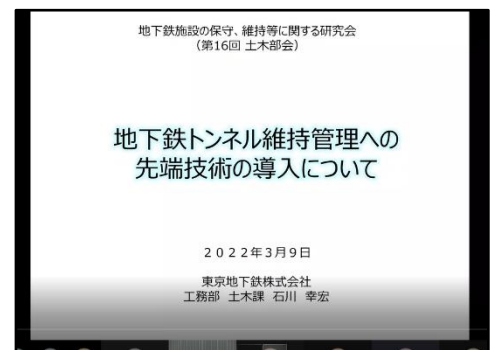 地下鉄施設の保守、維持等に関する研究会
（第16回 土木部会）
地下鉄トンネル維持管理への
先端技術の導入について
２０２２年３月９日
東京地下鉄株式会社
工務部　土木課　石川　幸宏